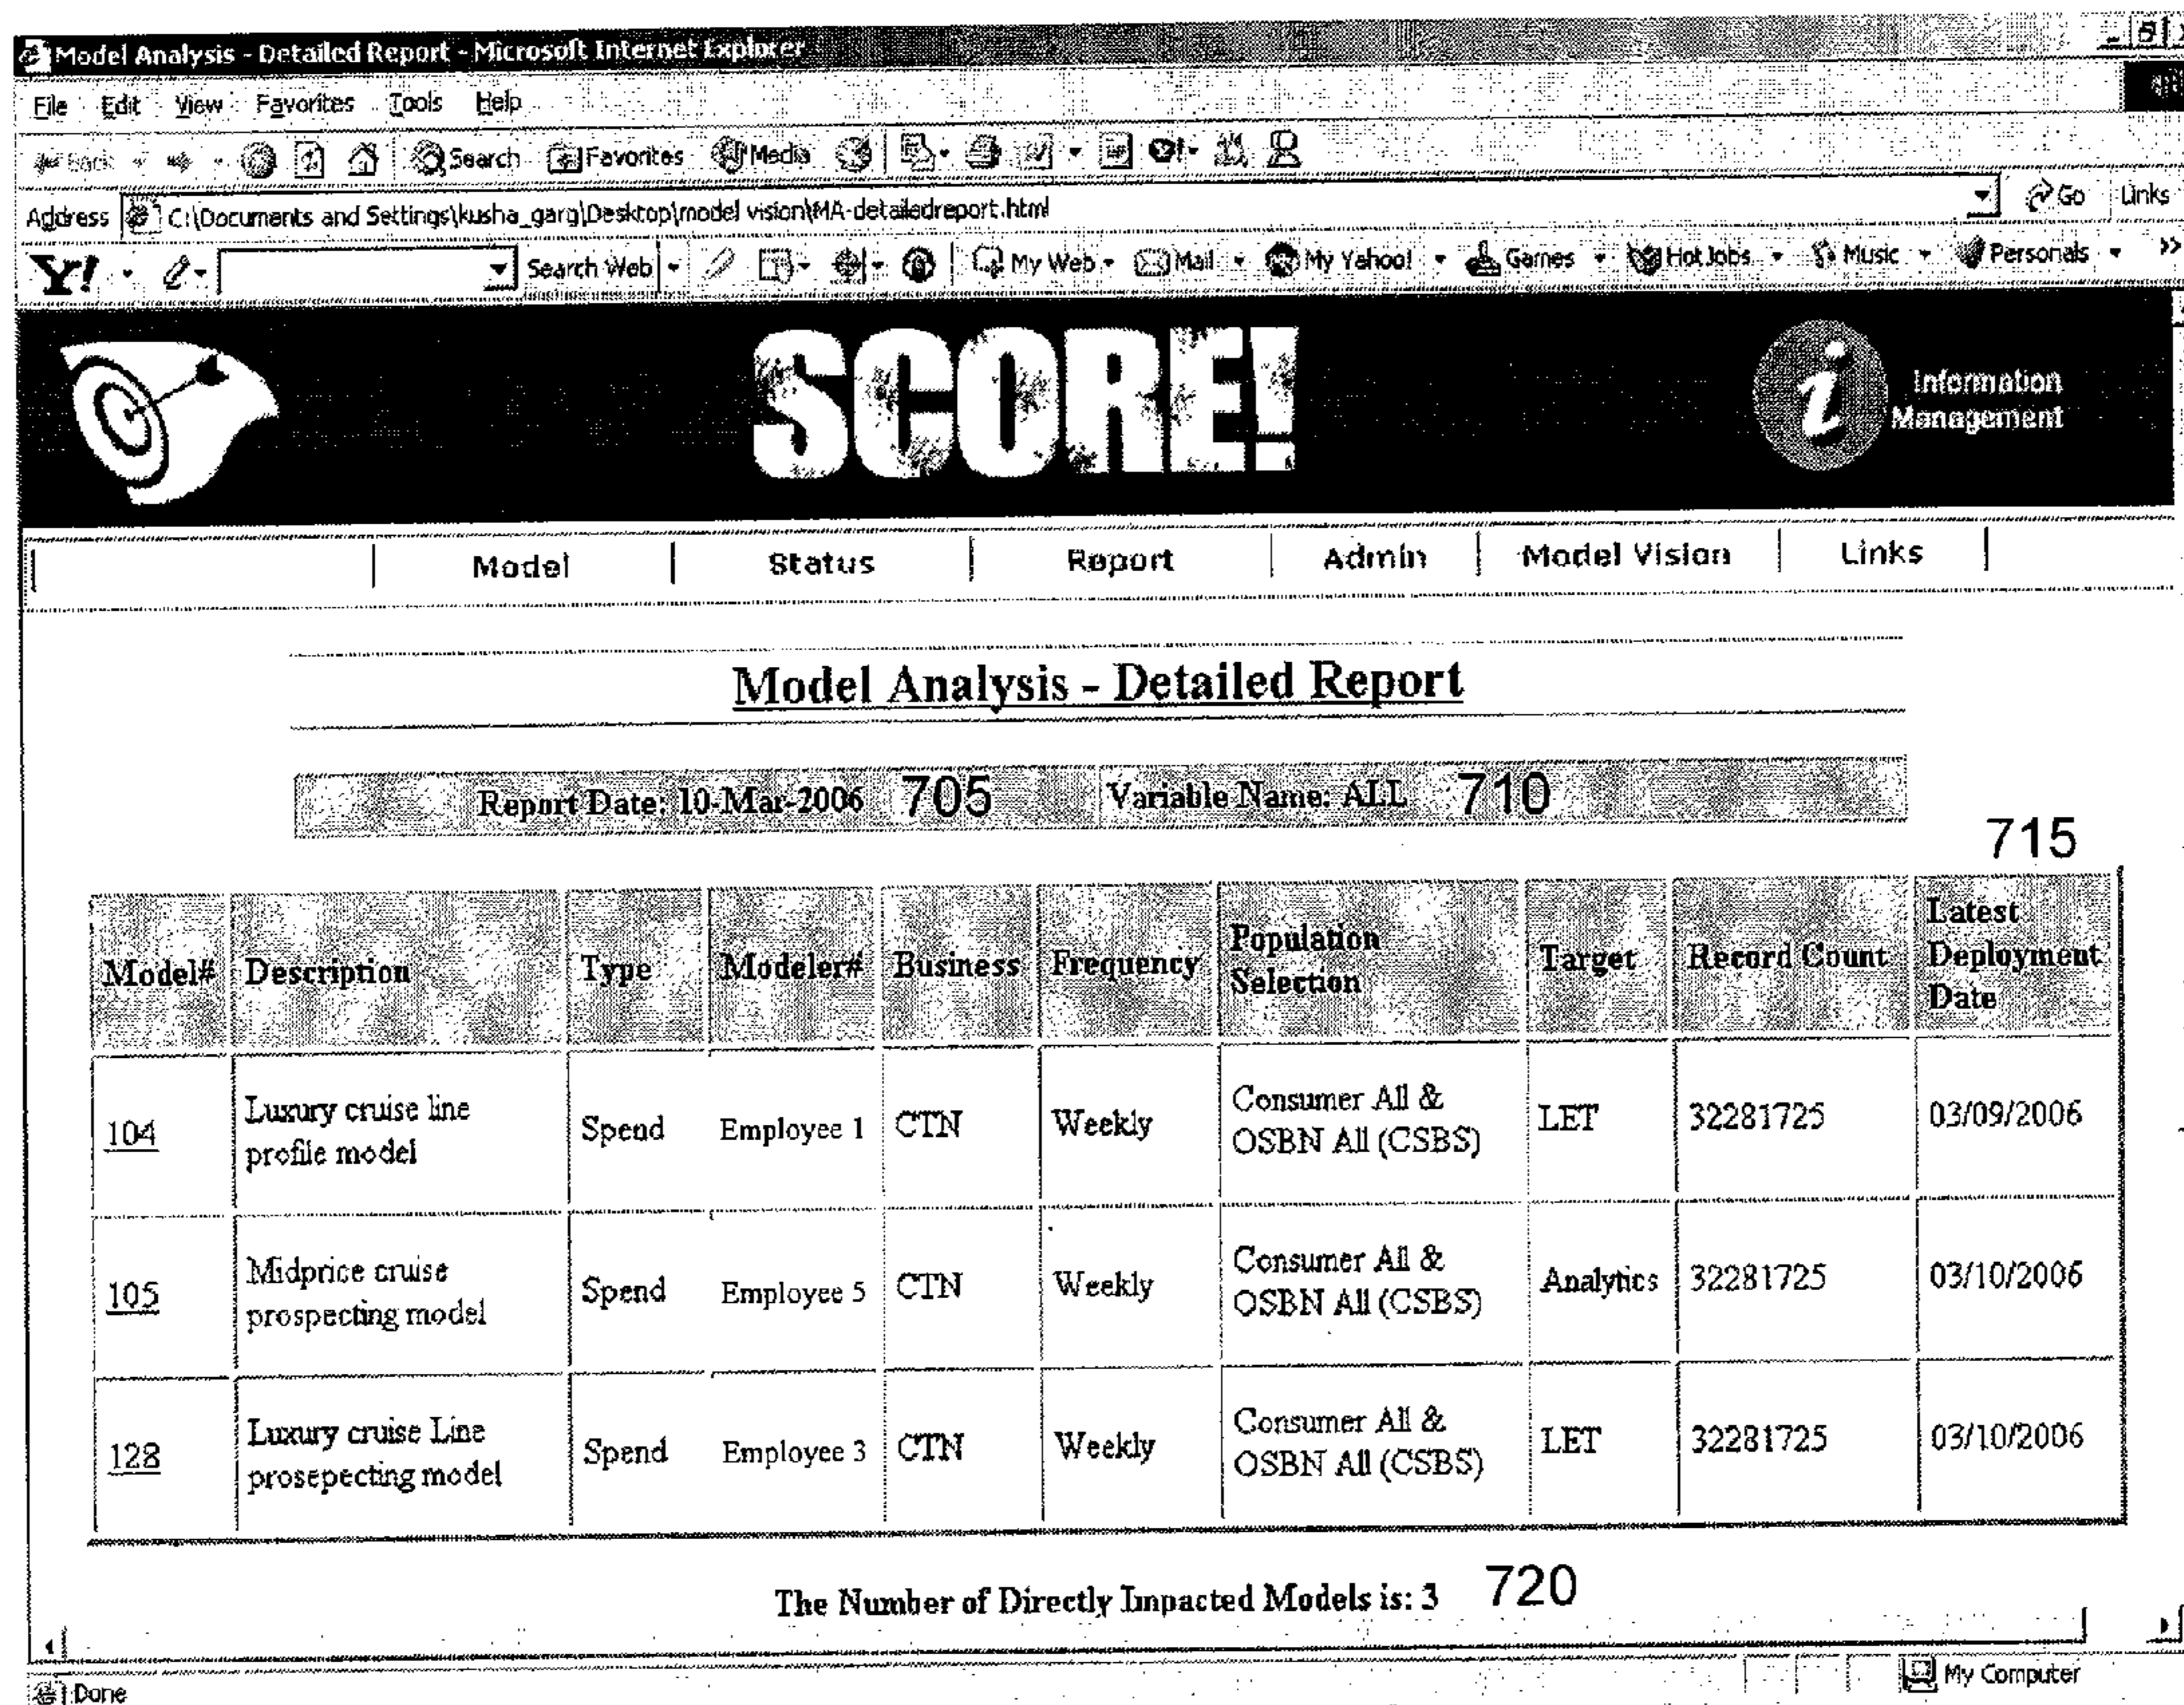 Model Analysis - Detailed Report - Microsoft Internet Explorer
File Edit View Favorites Tools Help
Back Search Favorites Media
Address C:\Documents and Settings\kusha_garg\Desktop\model vision\MA-detailedreport.html Go Links
Y! Search Web My Web Mail My Yahoo! Games HotJobs Music Personals »
SCORE!
i Information
Management
Model Status Report Admin Model Vision Links
Model Analysis - Detailed Report
Report Date: 10-Mar-2006 705 Variable Name: ALL 710
715
Model# Description Type Modeler# Business Frequency Population Selection Target Record Count Latest Deployment Date
104 Luxury cruise line profile model Spend Employee 1 CTN Weekly Consumer All & OSBN All (CSBS) LET 32281725 03/09/2006
105 Midprice cruise prospecting model Spend Employee 5 CTN Weekly Consumer All & OSBN All (CSBS) Analytics 32281725 03/10/2006
128 Luxury cruise Line prosepecting model Spend Employee 3 CTN Weekly Consumer All & OSBN All (CSBS) LET 32281725 03/10/2006
The Number of Directly Impacted Models is: 3 720
Done My Computer